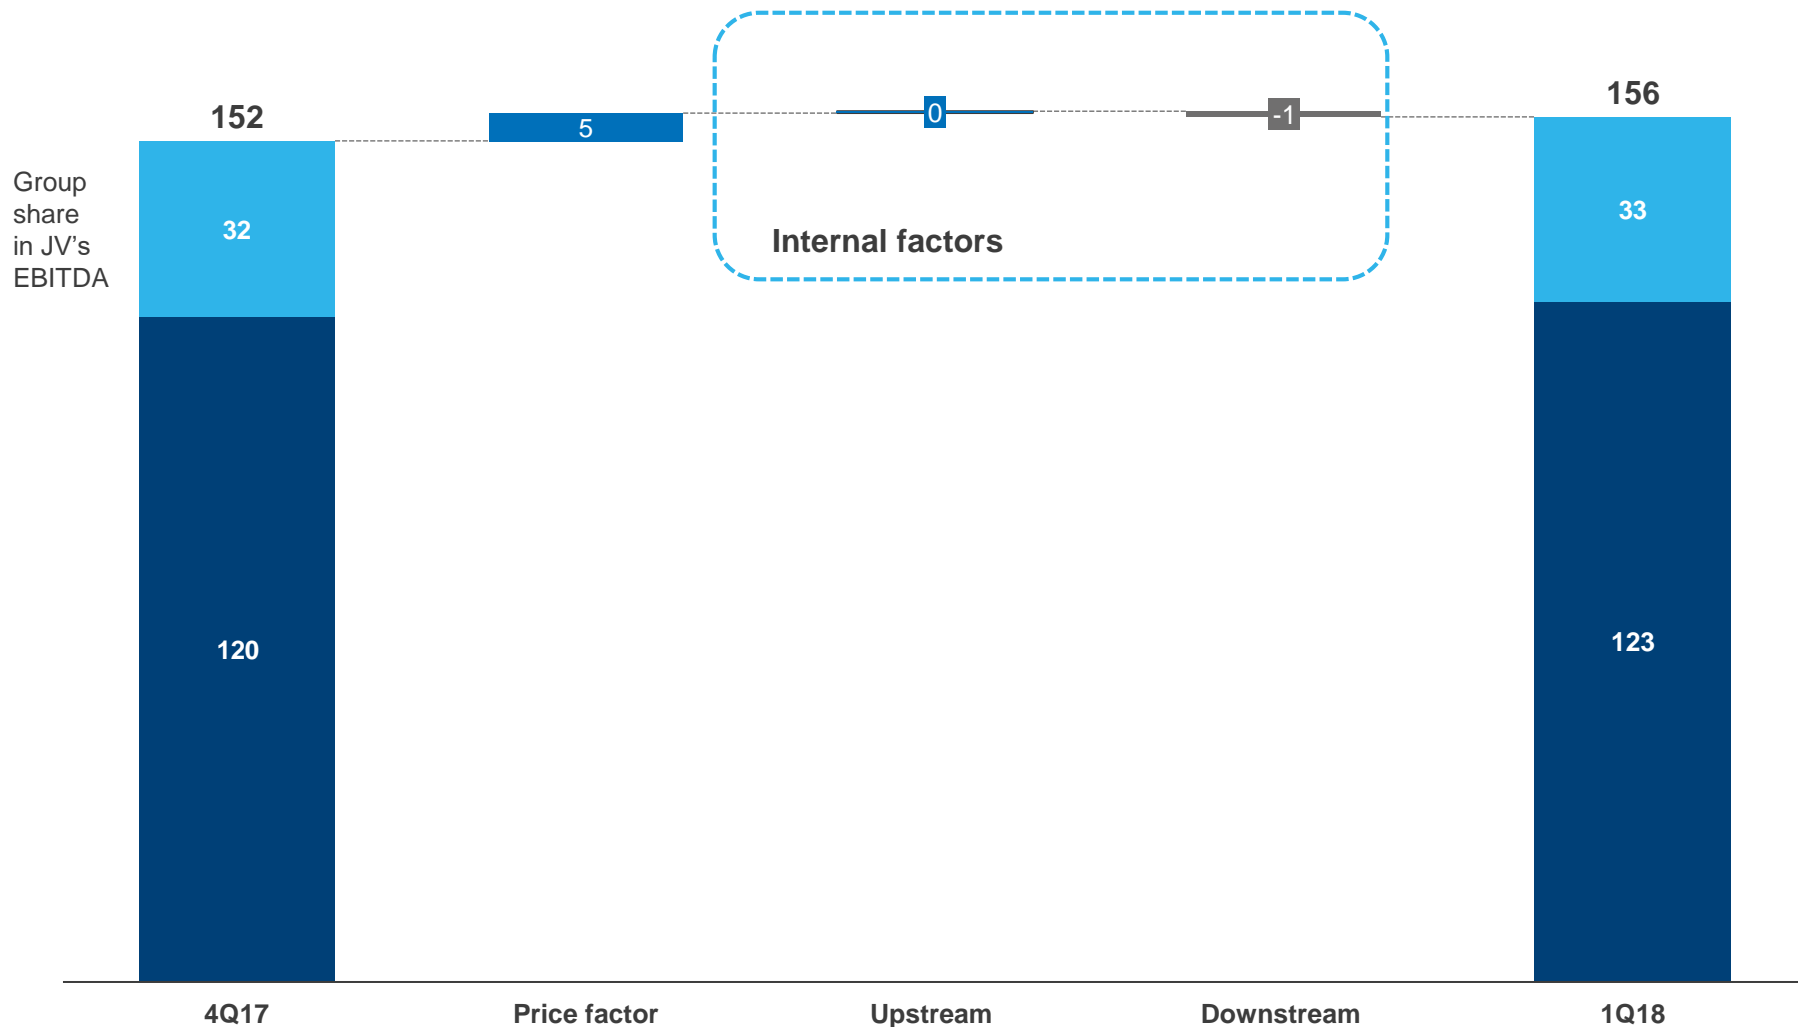 152
5
0
-1
156
Group
share
in JV’s
EBITDA
32
33
Internal factors
120
123
4Q17
Price factor
Upstream
Downstream
1Q18